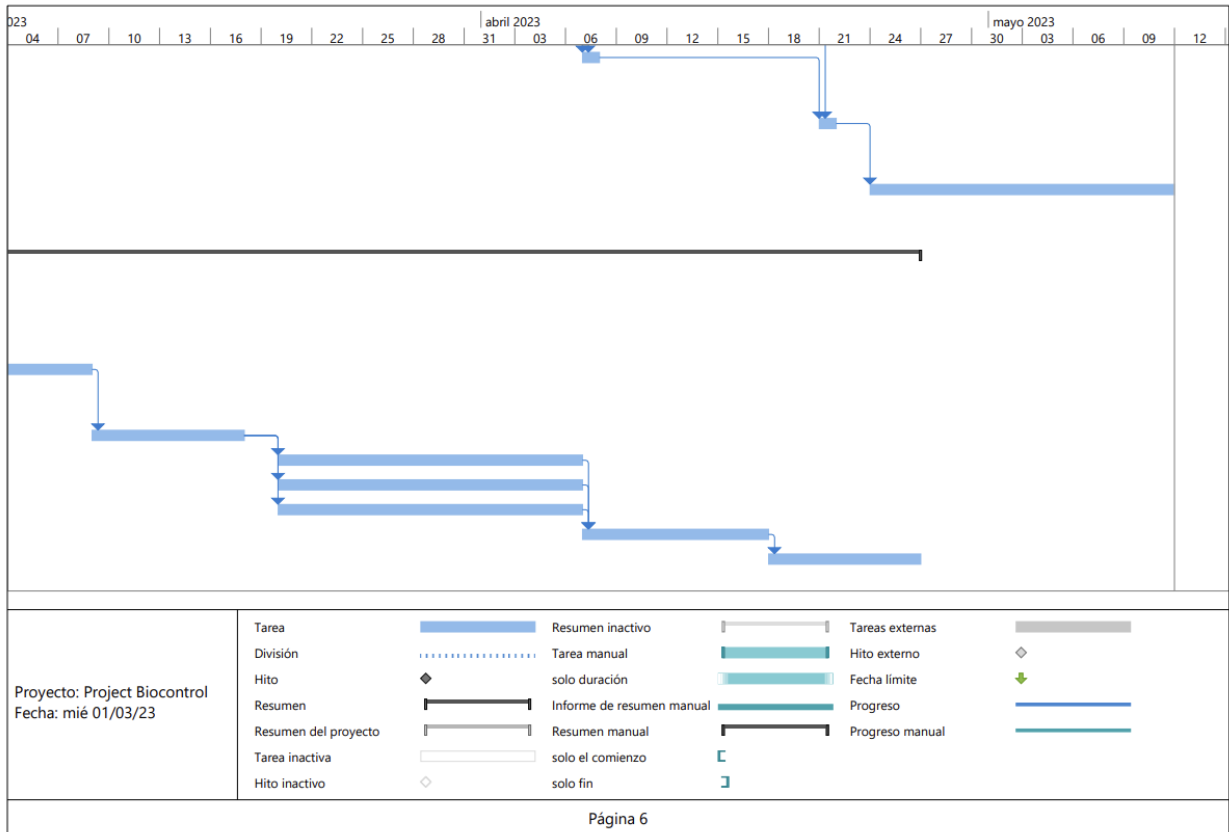 023 abril 2023 mayo 2023
04 07 10 13 16 19 22 25 28 31 03 06 09 12 15 18 21 24 27 30 03 06 09 12
Proyecto: Project Biocontrol
Fecha: mié 01/03/23
Tarea
División
Hito
Resumen
Resumen del proyecto
Tarea inactiva
Hito inactivo
Resumen inactivo
Tarea manual
solo duración
Informe de resumen manual
Resumen manual
solo el comienzo
solo fin
Tareas externas
Hito externo
Fecha límite
Progreso
Progreso manual
Página 6